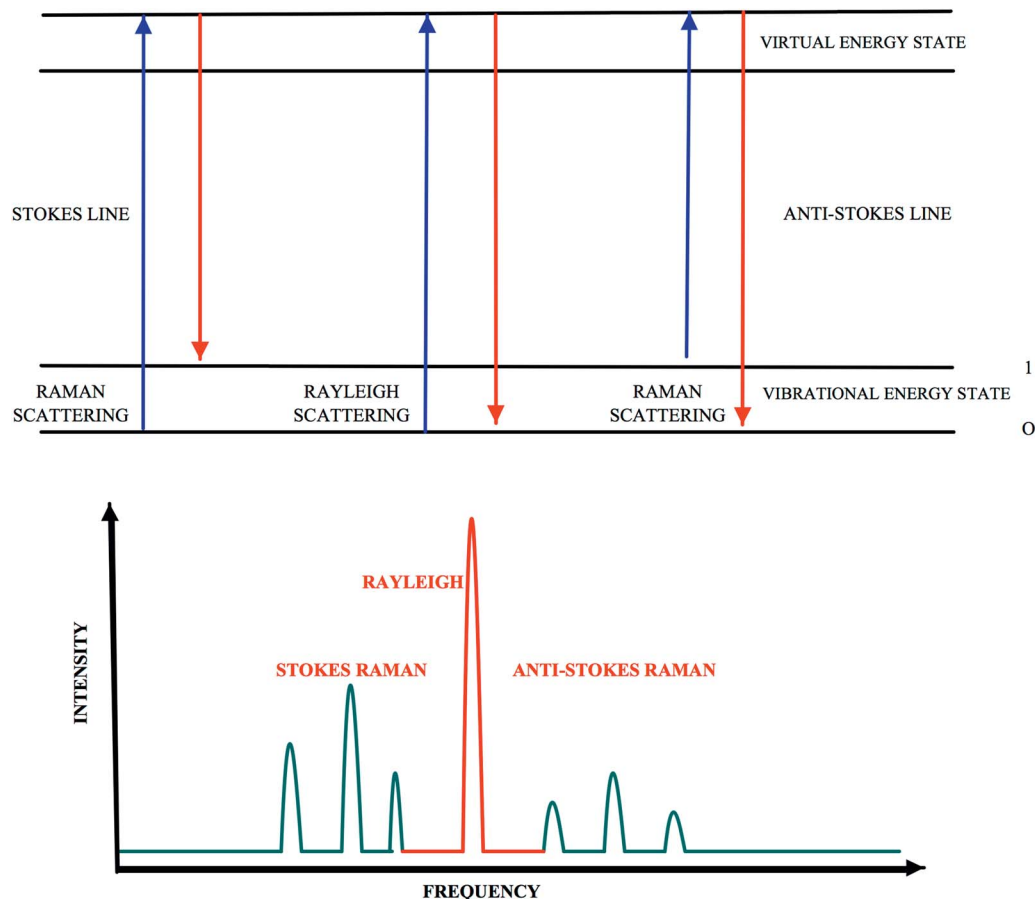 VIRTUAL ENERGY STATE
STOKES LINE
ANTI-STOKES LINE
1
RAMAN
SCATTERING
RAYLEIGH
SCATTERING
RAMAN
SCATTERING
VIBRATIONAL ENERGY STATE
O
RAYLEIGH
STOKES RAMAN
ANTI-STOKES RAMAN
INTENSITY
FREQUENCY